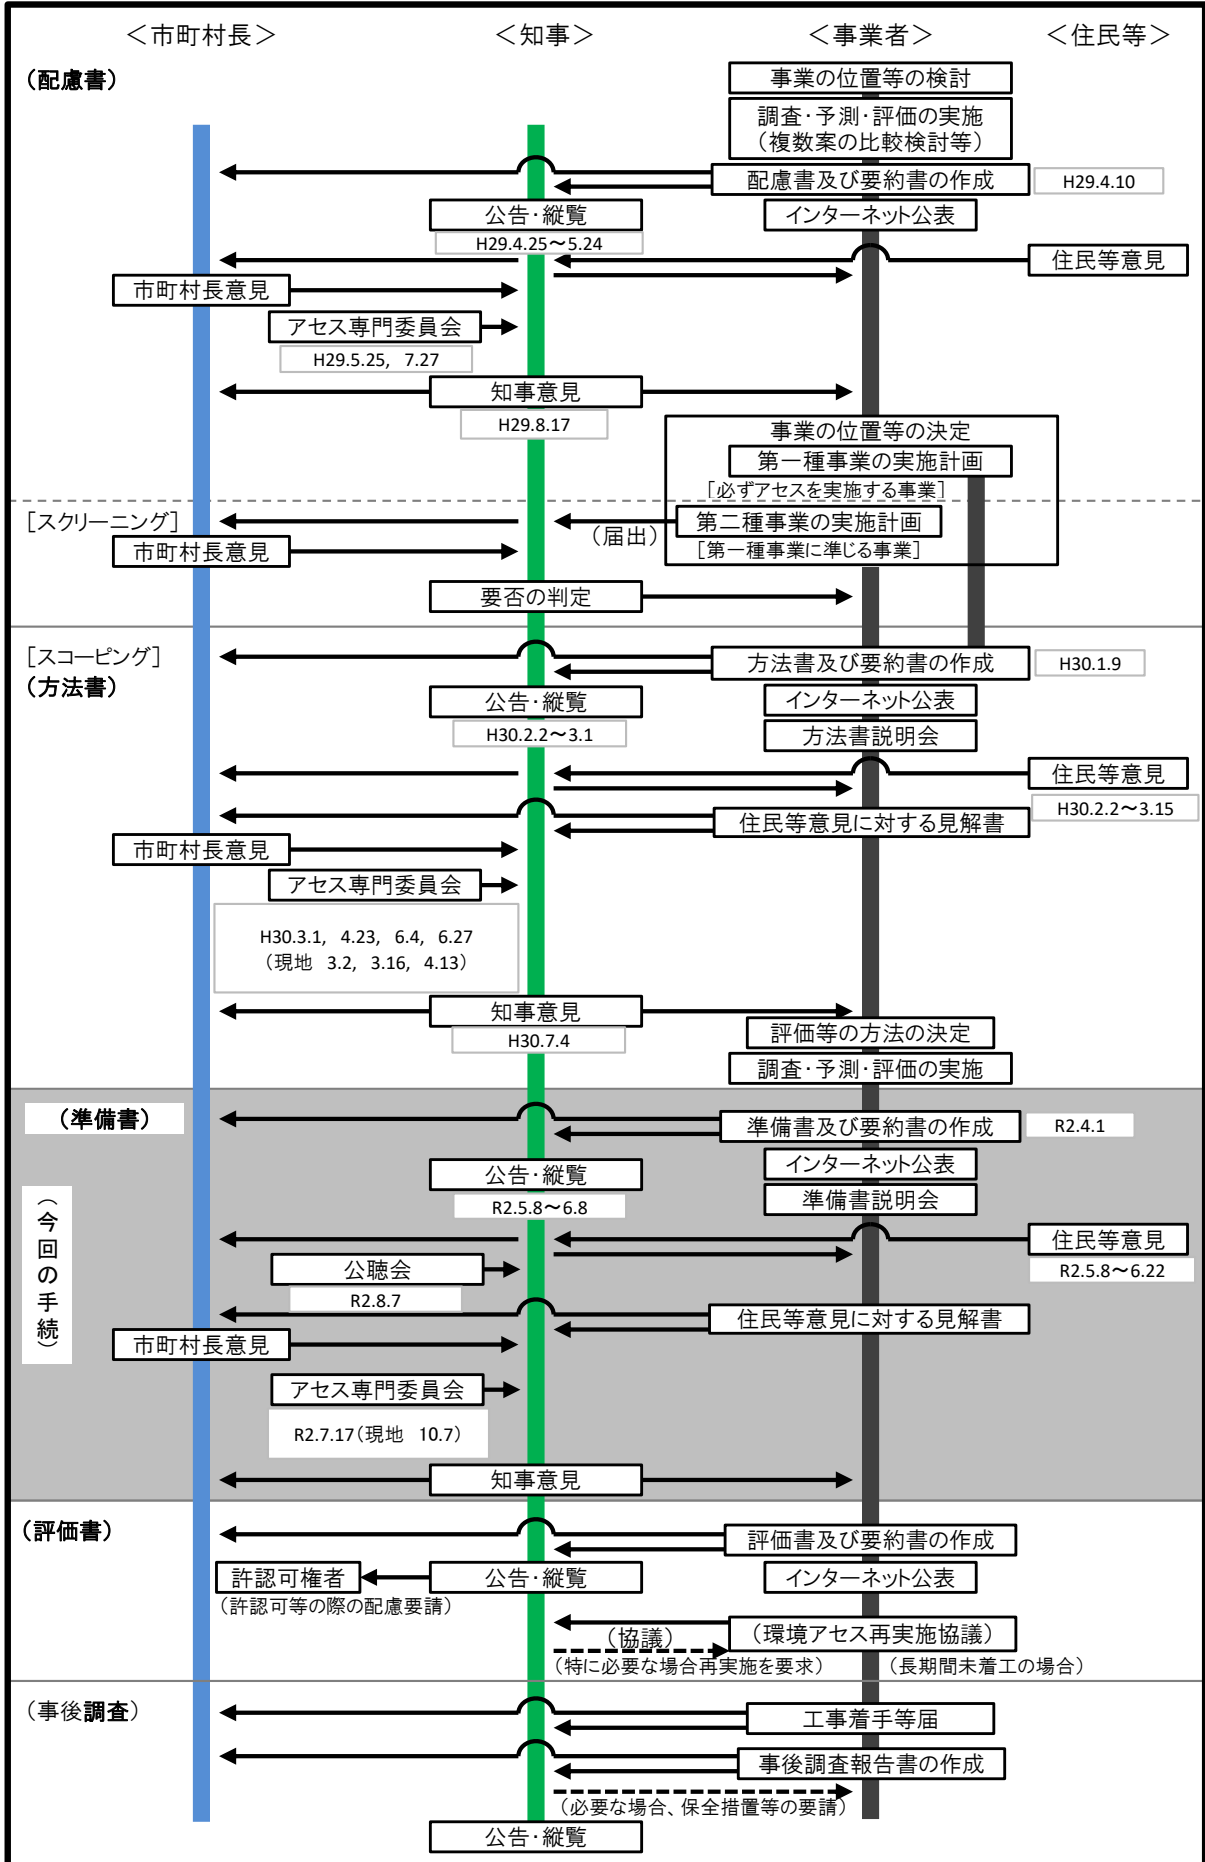 ＜市町村長＞
＜知事＞
＜事業者＞
＜住民等＞
（配慮書）
事業の位置等の検討
調査・予測・評価の実施
（複数案の比較検討等）
配慮書及び要約書の作成
H29.4.10
公告・縦覧
インターネット公表
H29.4.25～5.24
住民等意見
市町村長意見
アセス専門委員会
H29.5.25, 7.27
知事意見
H29.8.17
事業の位置等の決定
第一種事業の実施計画
［必ずアセスを実施する事業］
［スクリーニング］
（届出）
第二種事業の実施計画
市町村長意見
［第一種事業に準じる事業］
要否の判定
［スコーピング］
（方法書）
方法書及び要約書の作成
H30.1.9
公告・縦覧
インターネット公表
H30.2.2～3.1
方法書説明会
住民等意見
H30.2.2～3.15
住民等意見に対する見解書
市町村長意見
アセス専門委員会
H30.3.1, 4.23, 6.4, 6.27
（現地 3.2, 3.16, 4.13）
知事意見
H30.7.4
評価等の方法の決定
調査・予測・評価の実施
（準備書）
（今回の手続）
準備書及び要約書の作成
R2.4.1
公告・縦覧
インターネット公表
R2.5.8～6.8
準備書説明会
住民等意見
R2.5.8～6.22
公聴会
R2.8.7
住民等意見に対する見解書
市町村長意見
アセス専門委員会
R2.7.17（現地 10.7）
知事意見
（評価書）
評価書及び要約書の作成
許認可権者
公告・縦覧
インターネット公表
（許認可等の際の配慮要請）
（協議）
（環境アセス再実施協議）
（特に必要な場合再実施を要求）
（長期間未着工の場合）
（事後調査）
工事着手等届
事後調査報告書の作成
（必要な場合、保全措置等の要請）
公告・縦覧